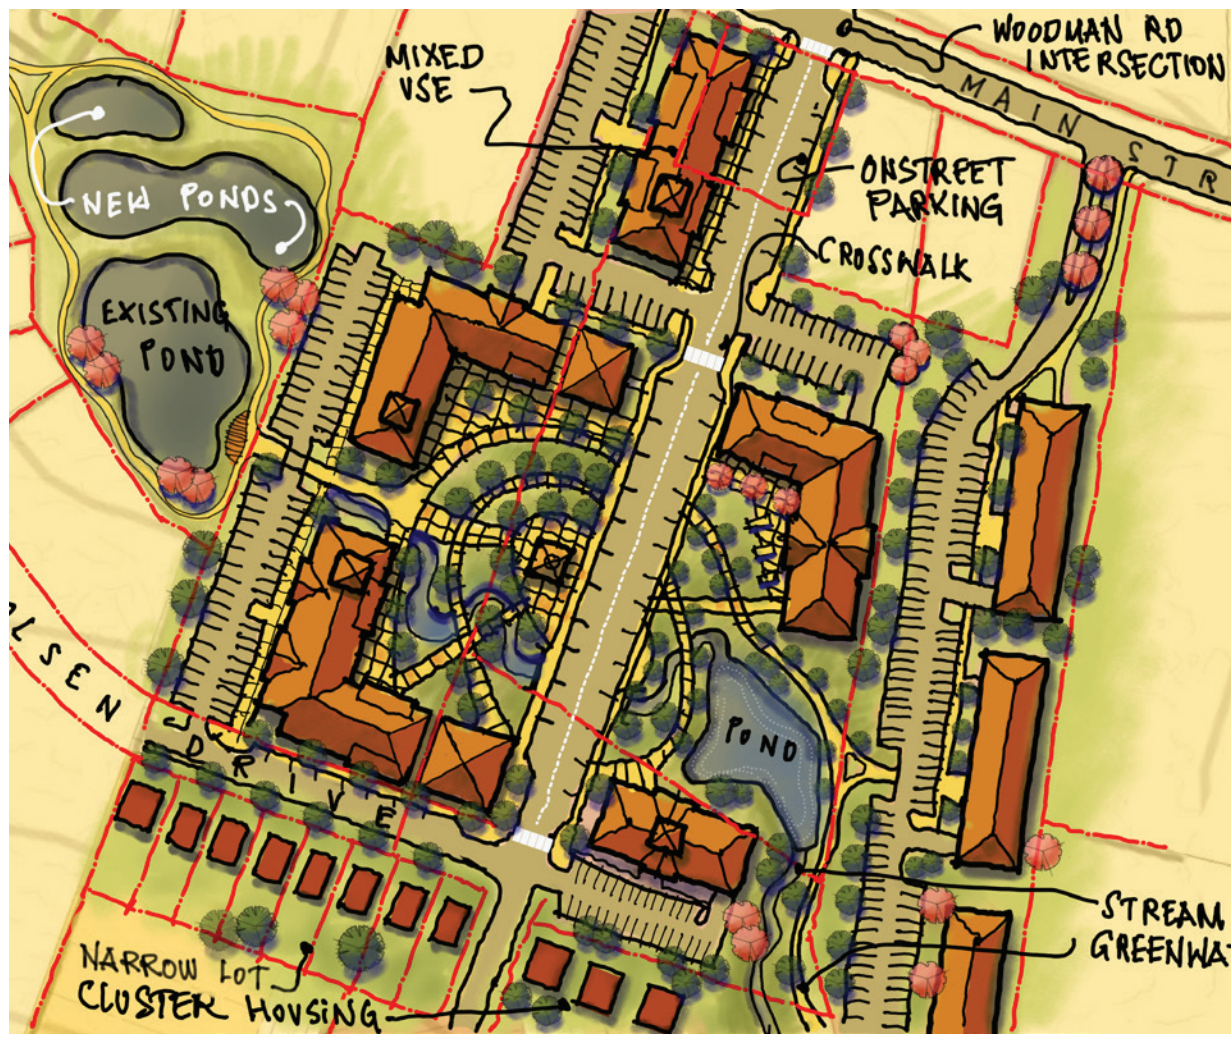 WOODMAN RD
INTERSECTION
MIXED
USE
MAIN STR
ONSTREET
PARKING
NEW PONDS
CROSSWALK
EXISTING
POND
OLSEN DRIVE
POND
STREAM
GREENWA
NARROW LOT
CLUSTER HOUSING